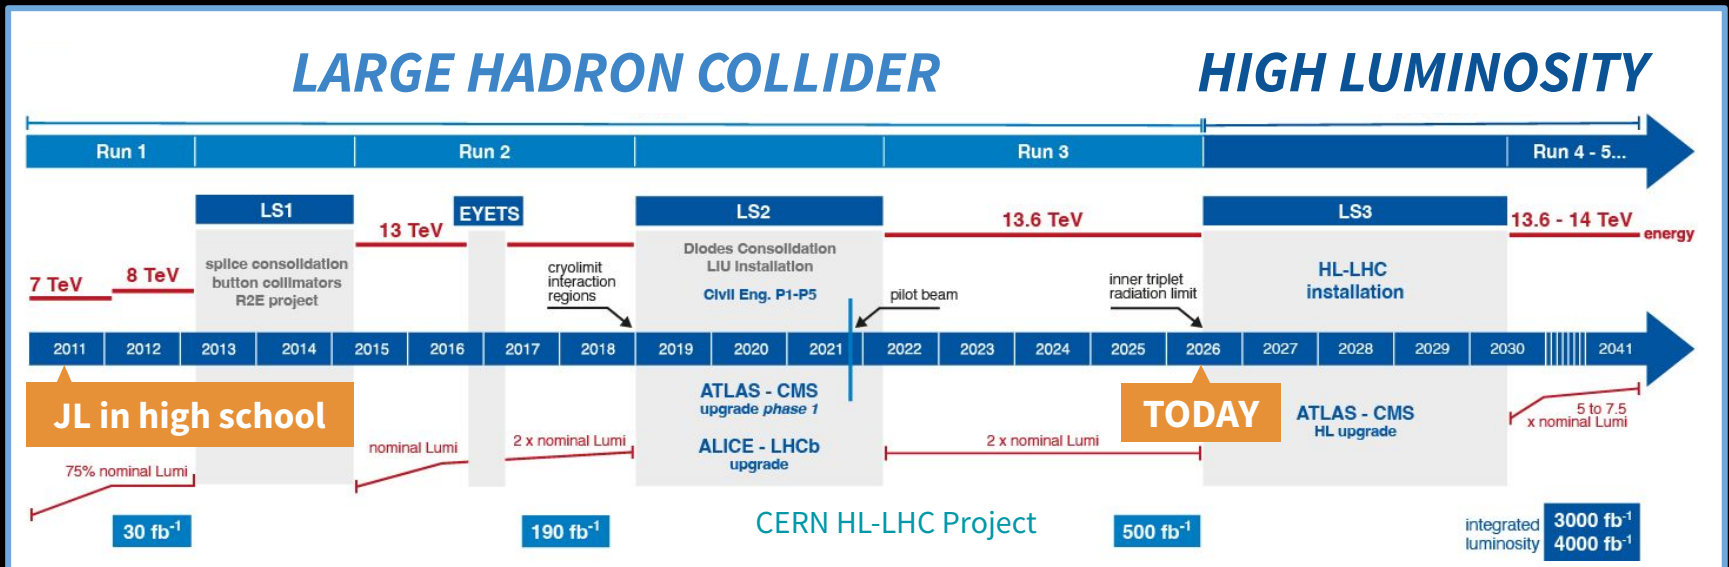 LARGE HADRON COLLIDER
HIGH LUMINOSITY
Run 1
Run 2
Run 3
Run 4 - 5...
LS1
EYETS
LS2
LS3
13 TeV
13.6 TeV
13.6 - 14 TeV
energy
7 TeV
8 TeV
splice consolidation
button collimators
R2E project
cryolimit
interaction
regions
Diodes Consolidation
LIU Installation
Civil Eng. P1-P5
pilot beam
inner triplet
radiation limit
HL-LHC
installation
2011
2012
2013
2014
2015
2016
2017
2018
2019
2020
2021
2022
2023
2024
2025
2026
2027
2028
2029
2030
2041
JL in high school
ATLAS - CMS
upgrade phase 1
ALICE - LHCb
upgrade
TODAY
ATLAS - CMS
HL upgrade
5 to 7.5
x nominal Lumi
75% nominal Lumi
nominal Lumi
2 x nominal Lumi
2 x nominal Lumi
30 fb-1
190 fb-1
CERN HL-LHC Project
500 fb-1
integrated
luminosity
3000 fb-1
4000 fb-1